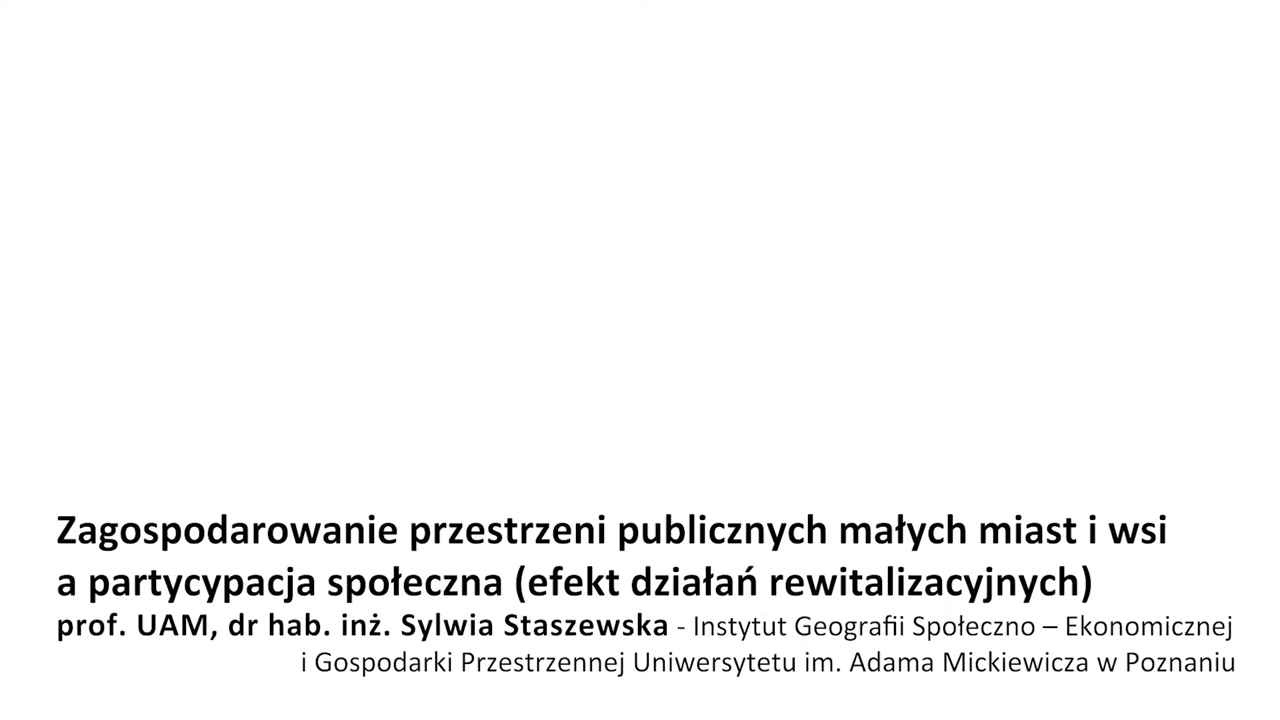 Zagospodarowanie przestrzeni publicznych małych miast i wsi
a partycypacja społeczna (efekt działań rewitalizacyjnych)
prof. UAM, dr hab. inż. Sylwia Staszewska - Instytut Geografii Społeczno – Ekonomicznej
i Gospodarki Przestrzennej Uniwersytetu im. Adama Mickiewicza w Poznaniu